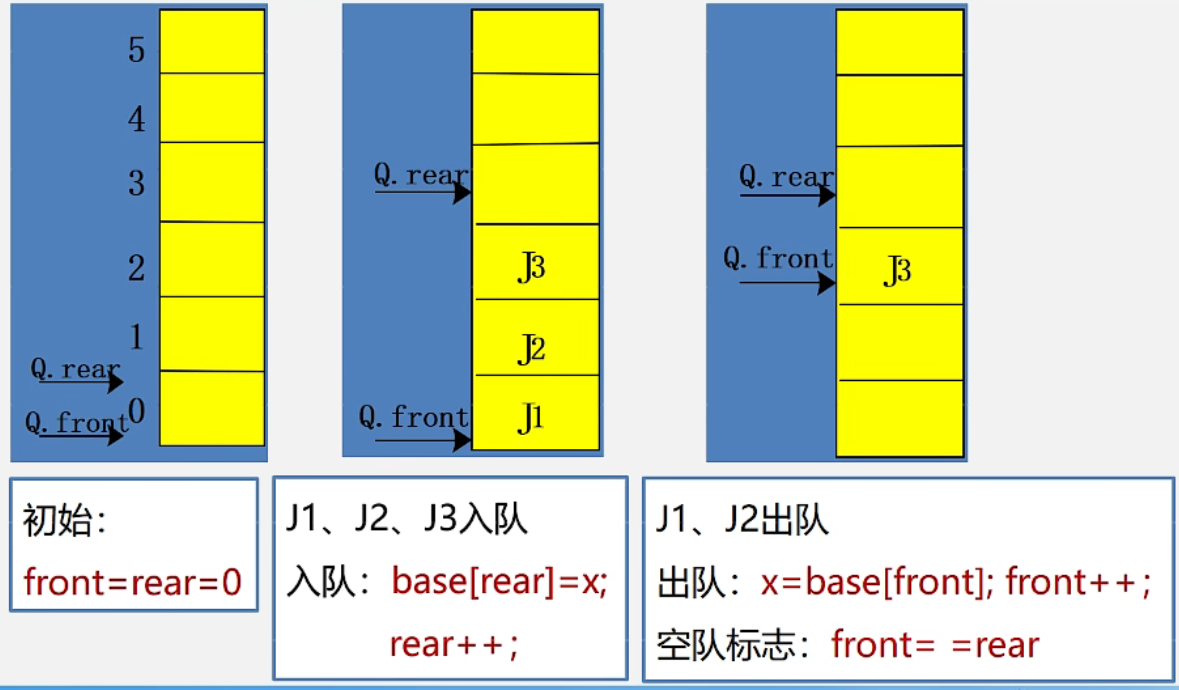 5
4
3
2
1
Q.rear
0
Q.front
Q.rear
J3
J2
Q.front
J1
Q.rear
Q.front
J3
初始：
front=rear=0
J1、J2、J3入队
入队：base[rear]=x;
rear++；
J1、J2出队
出队：x=base[front]; front++；
空队标志：front= =rear